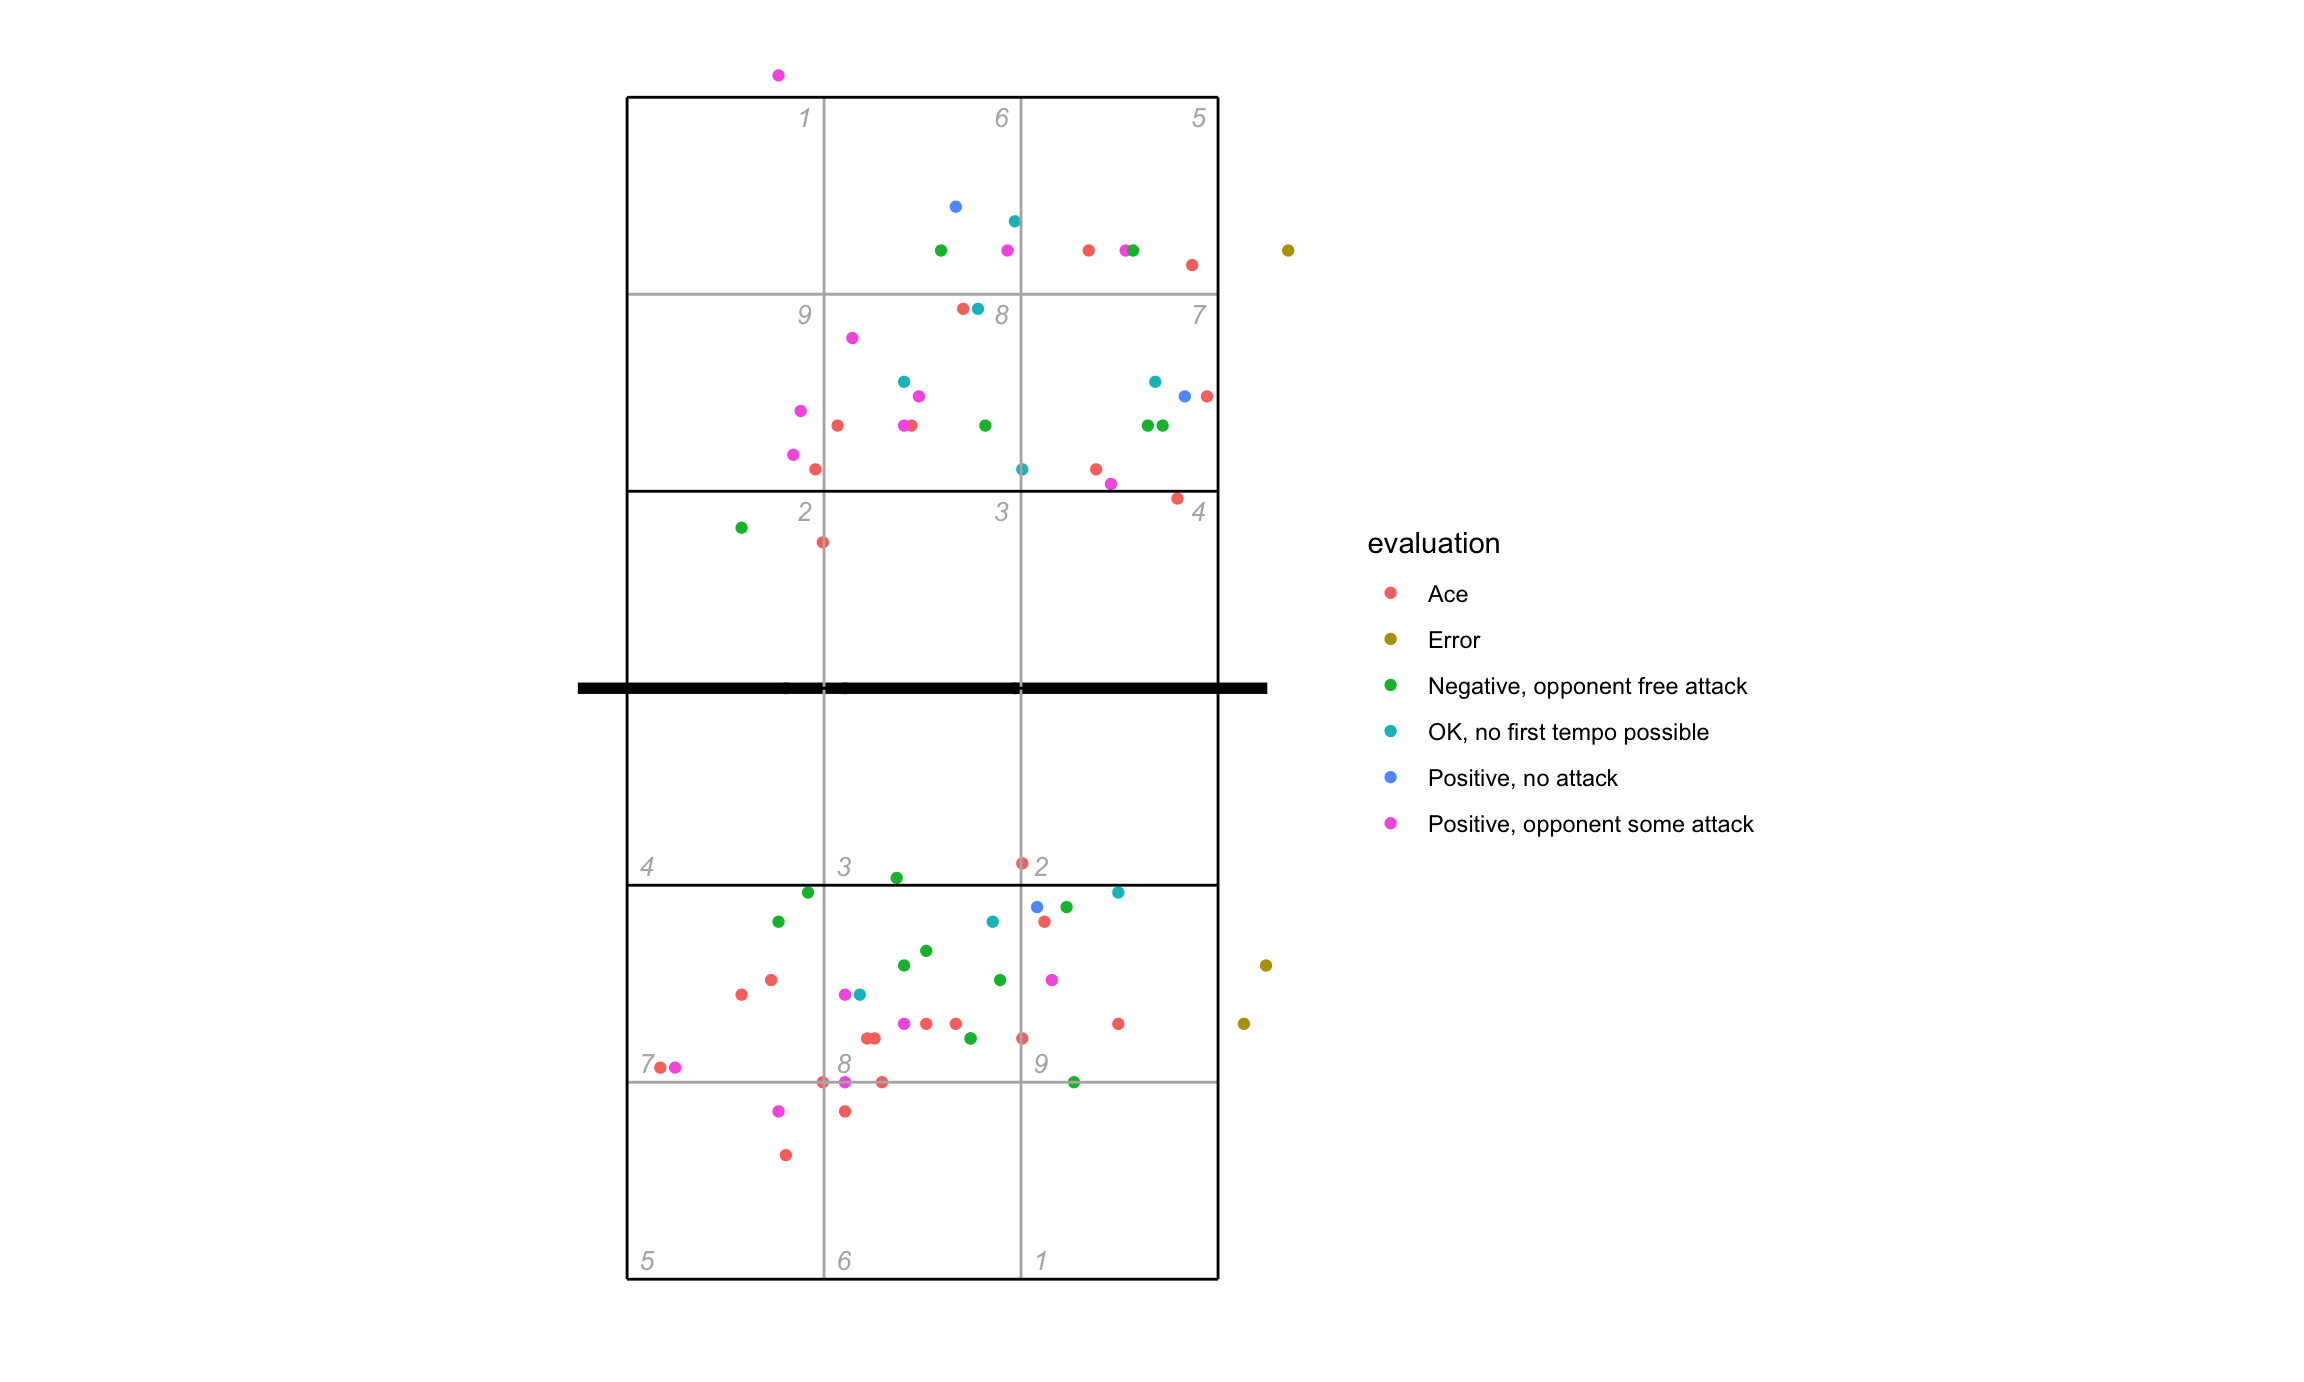 1 6 5
9 8 7
2 3 4
evaluation
Ace
Error
Negative, opponent free attack
OK, no first tempo possible
Positive, no attack
Positive, opponent some attack
4 3 2
7 8 9
5 6 1